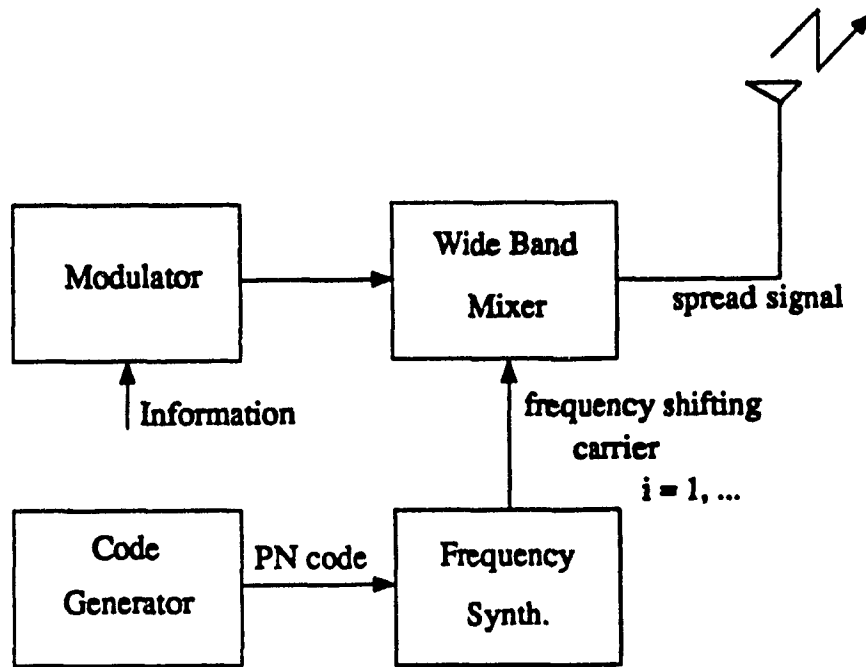 Modulator
Wide Band
Mixer
spread signal
Information
frequency shifting
carrier
i = 1, ...
Code
Generator
PN code
Frequency
Synth.